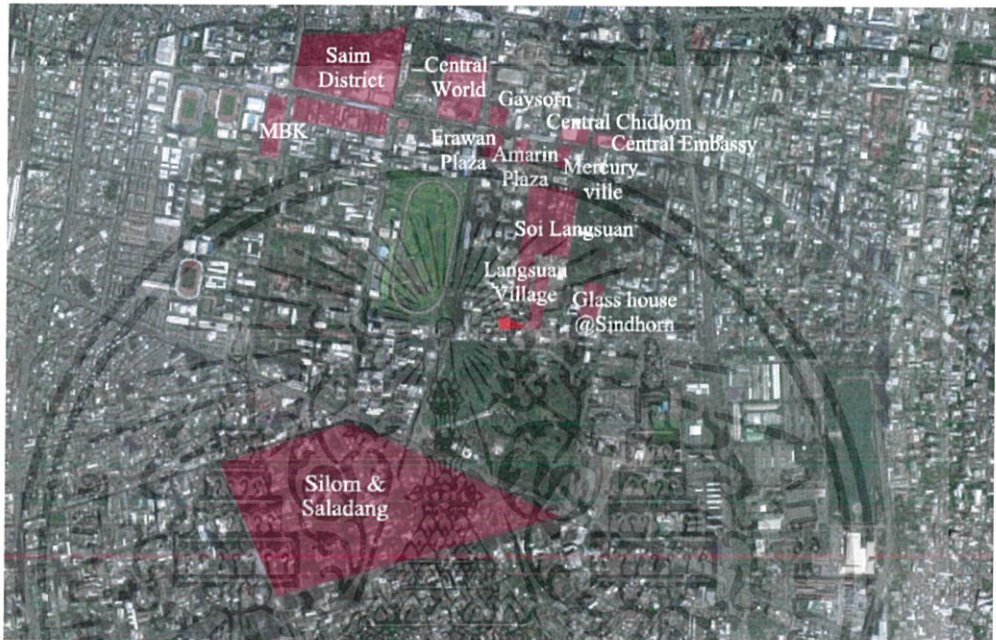 Saim
District
Central
World
Gaysorn
MBK
Central Chidlom
Central Embassy
Erawan
Plaza
Amarin
Plaza
Mercury
ville
Soi Langsuan
Langsuan
Village
Glass house
@Sindhorn
Silom &
Saladang